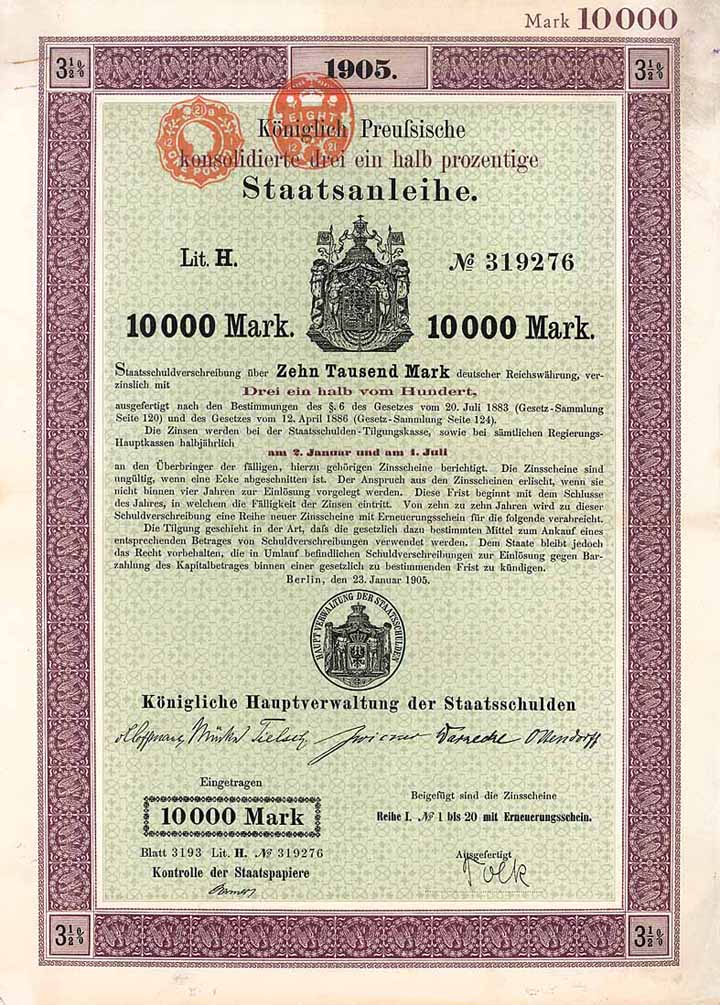 Mark 10000
3½%
1905.
3½%
Königlich Preußische
konsolidierte drei ein halb prozentige
Staatsanleihe.
EIGHT
Lit. H.
№ 319276
10000 Mark.
10000 Mark.
Staatsschuldverschreibung über Zehn Tausend Mark deutscher Reichswährung, ver-
zinslich mit
Drei ein halb vom Hundert,
ausgefertigt nach den Bestimmungen des §. 6 des Gesetzes vom 20. Juli 1883 (Gesetz-Sammlung
Seite 120) und des Gesetzes vom 12. April 1886 (Gesetz-Sammlung Seite 124).
Die Zinsen werden bei der Staatsschulden-Tilgungskasse, sowie bei sämtlichen Regierungs-
Hauptkassen halbjährlich
am 2. Januar und am 1. Juli
an den Überbringer der fälligen, hierzu gehörigen Zinsscheine berichtigt. Die Zinsscheine sind
ungültig, wenn eine Ecke abgeschnitten ist. Der Anspruch aus den Zinsscheinen erlischt, wenn sie
nicht binnen vier Jahren zur Einlösung vorgelegt werden. Diese Frist beginnt mit dem Schlusse
des Jahres, in welchem die Fälligkeit der Zinsen eintritt. Von zehn zu zehn Jahren wird zu dieser
Schuldverschreibung eine Reihe neuer Zinsscheine mit Erneuerungsschein für die folgende verabreicht.
Die Tilgung geschieht in der Art, daß die gesetzlich dazu bestimmten Mittel zum Ankauf eines
entsprechenden Betrages von Schuldverschreibungen verwendet werden. Dem Staate bleibt jedoch
das Recht vorbehalten, die in Umlauf befindlichen Schuldverschreibungen zur Einlösung gegen Bar-
zahlung des Kapitalbetrages binnen einer gesetzlich zu bestimmenden Frist zu kündigen.
Berlin, den 23. Januar 1905.
HAUPTVERWALTUNG DER STAATSSCHULDEN
Königliche Hauptverwaltung der Staatsschulden
Warnecke Ottendorff
Eingetragen
10000 Mark
Blatt 3193 Lit. H. № 319276
Kontrolle der Staatspapiere
Beigefügt sind die Zinsscheine
Reihe I. № 1 bis 20 mit Erneuerungsschein.
Ausgefertigt
Folk
3½%
3½%